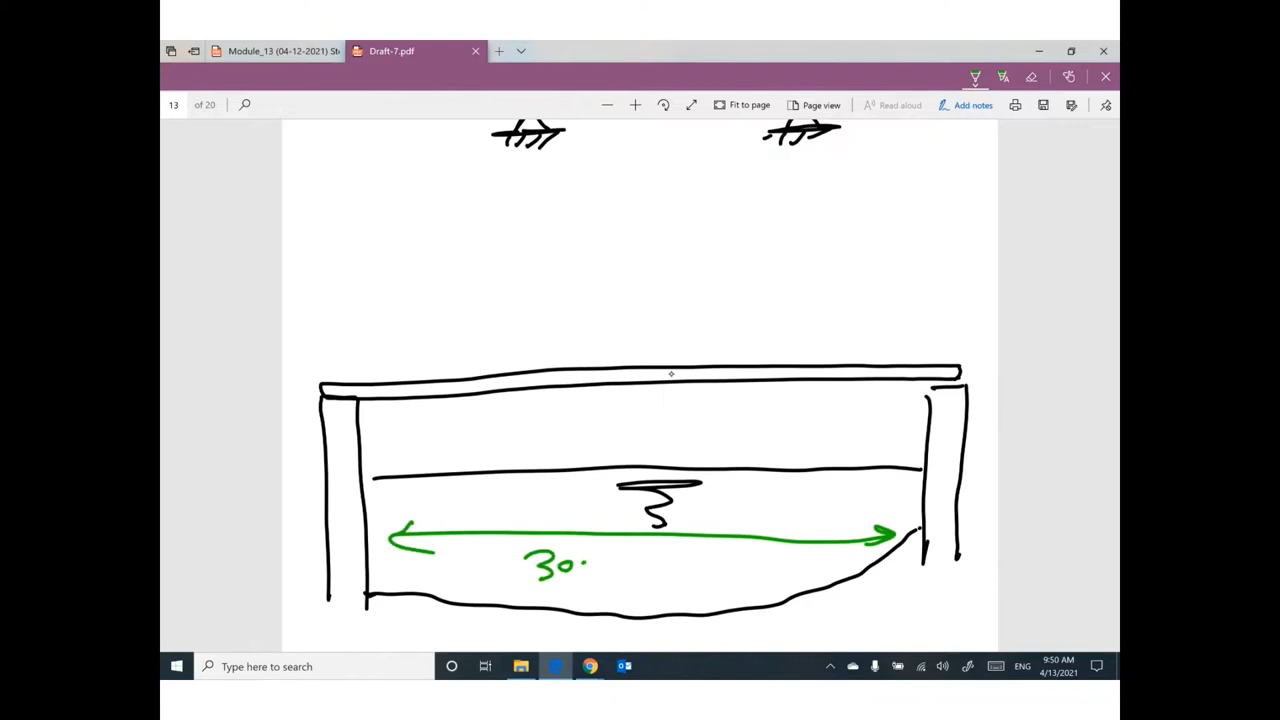 Module_13 (04-12-2021) Ste
Draft-7.pdf
13 of 20
Fit to page
Page view
Read aloud
Add notes
30.
Type here to search
ENG
9:50 AM
4/13/2021